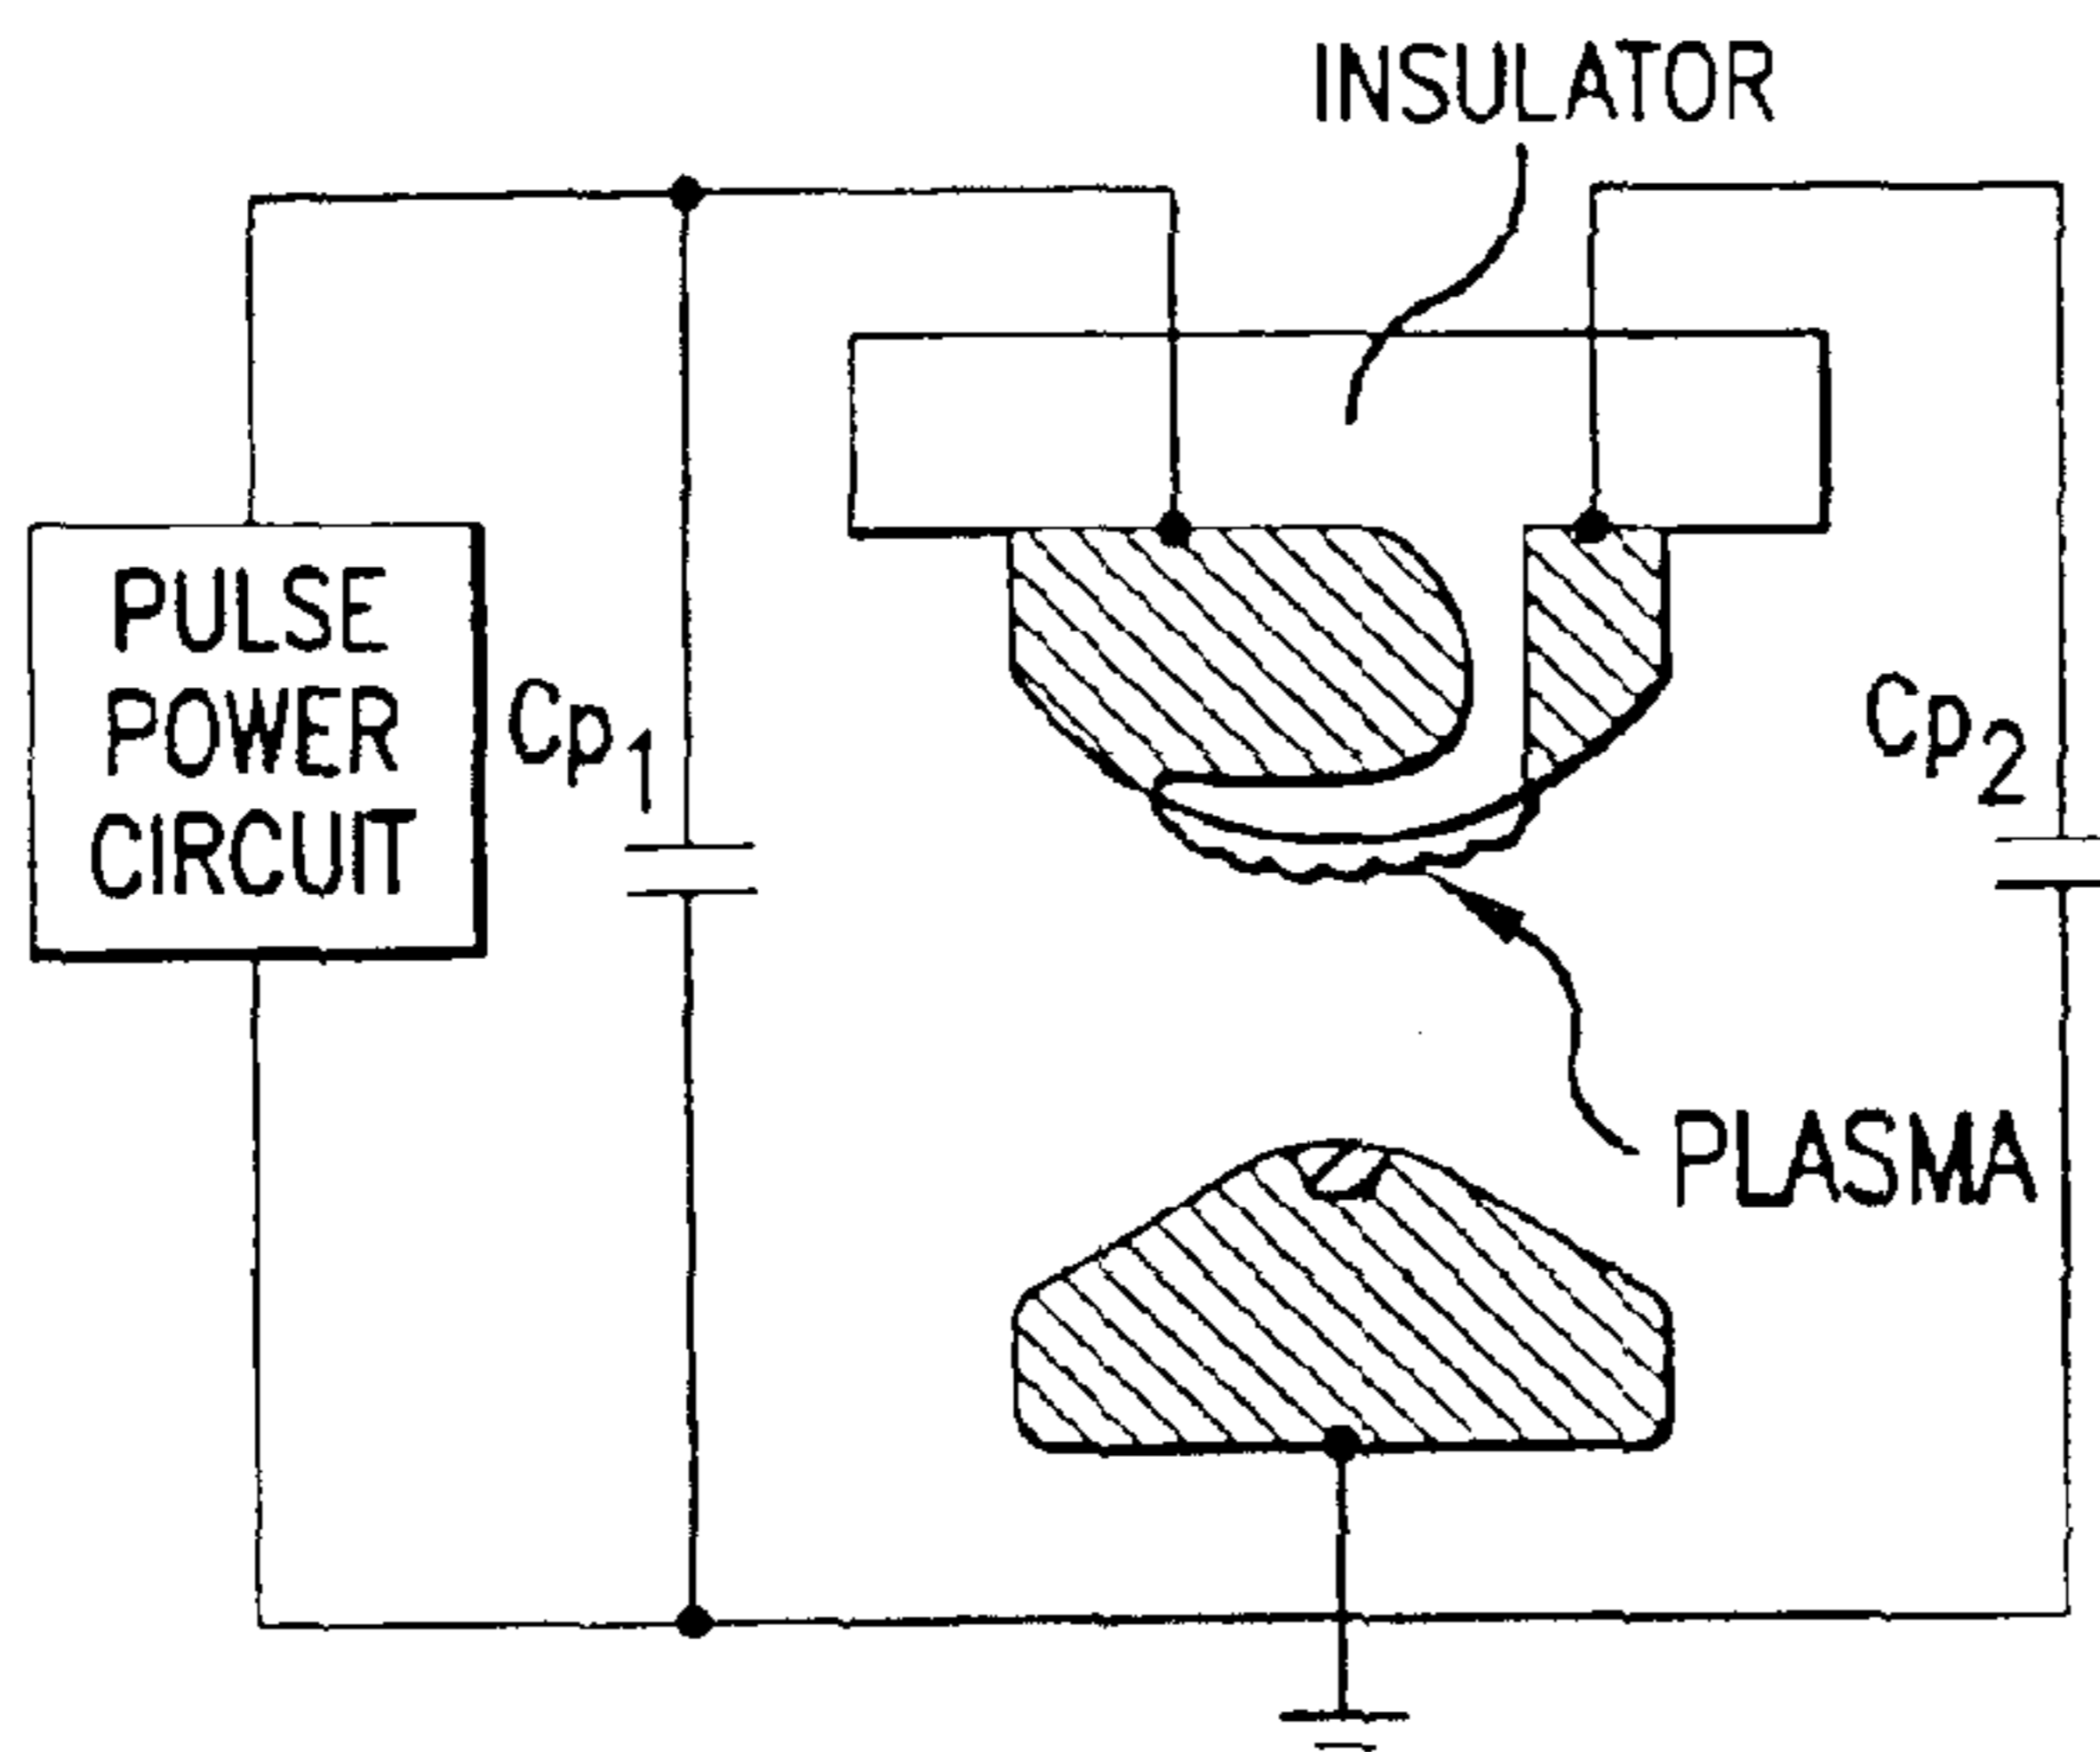 INSULATOR
PULSE
POWER
CIRCUIT
Cp1
Cp2
PLASMA